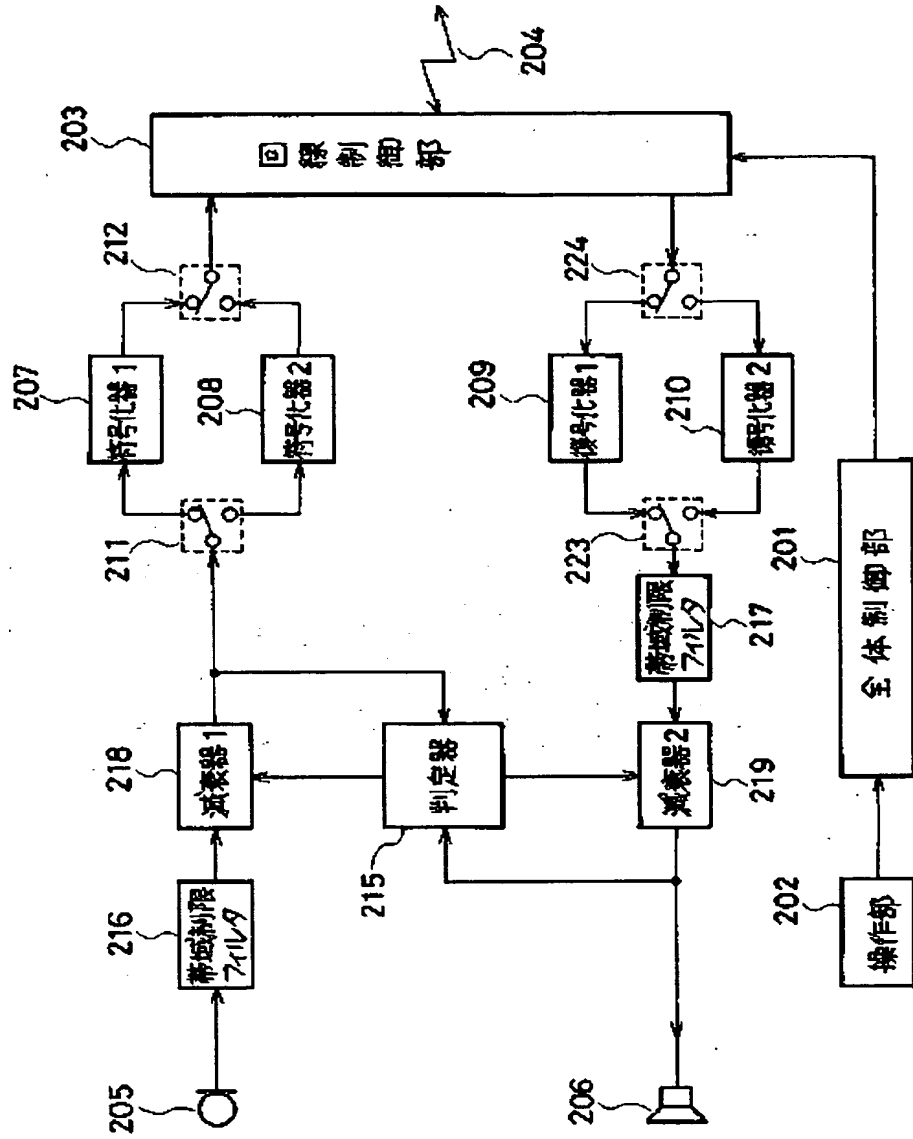 205
216
帯域制限
フィルタ
218
減衰器1
211
207
符号化器1
208
符号化器2
212
203
回線制御部
204
215
判定器
206
219
減衰器2
217
帯域制限
フィルタ
223
209
復号化器1
210
復号化器2
224
202
操作部
201
全体制御部